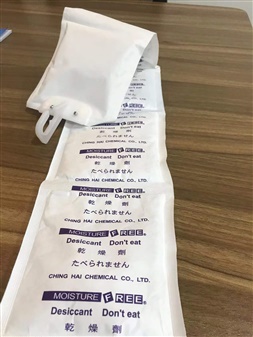 MOISTURE FREE®
Desiccant Don't eat
乾 燥 劑
たべられません
CHING HAI CHEMICAL CO., LTD.
MOISTURE FREE®
Desiccant Don't eat
乾 燥 劑
たべられません
CHING HAI CHEMICAL CO., LTD.
MOISTURE FREE®
Desiccant Don't eat
乾 燥 劑